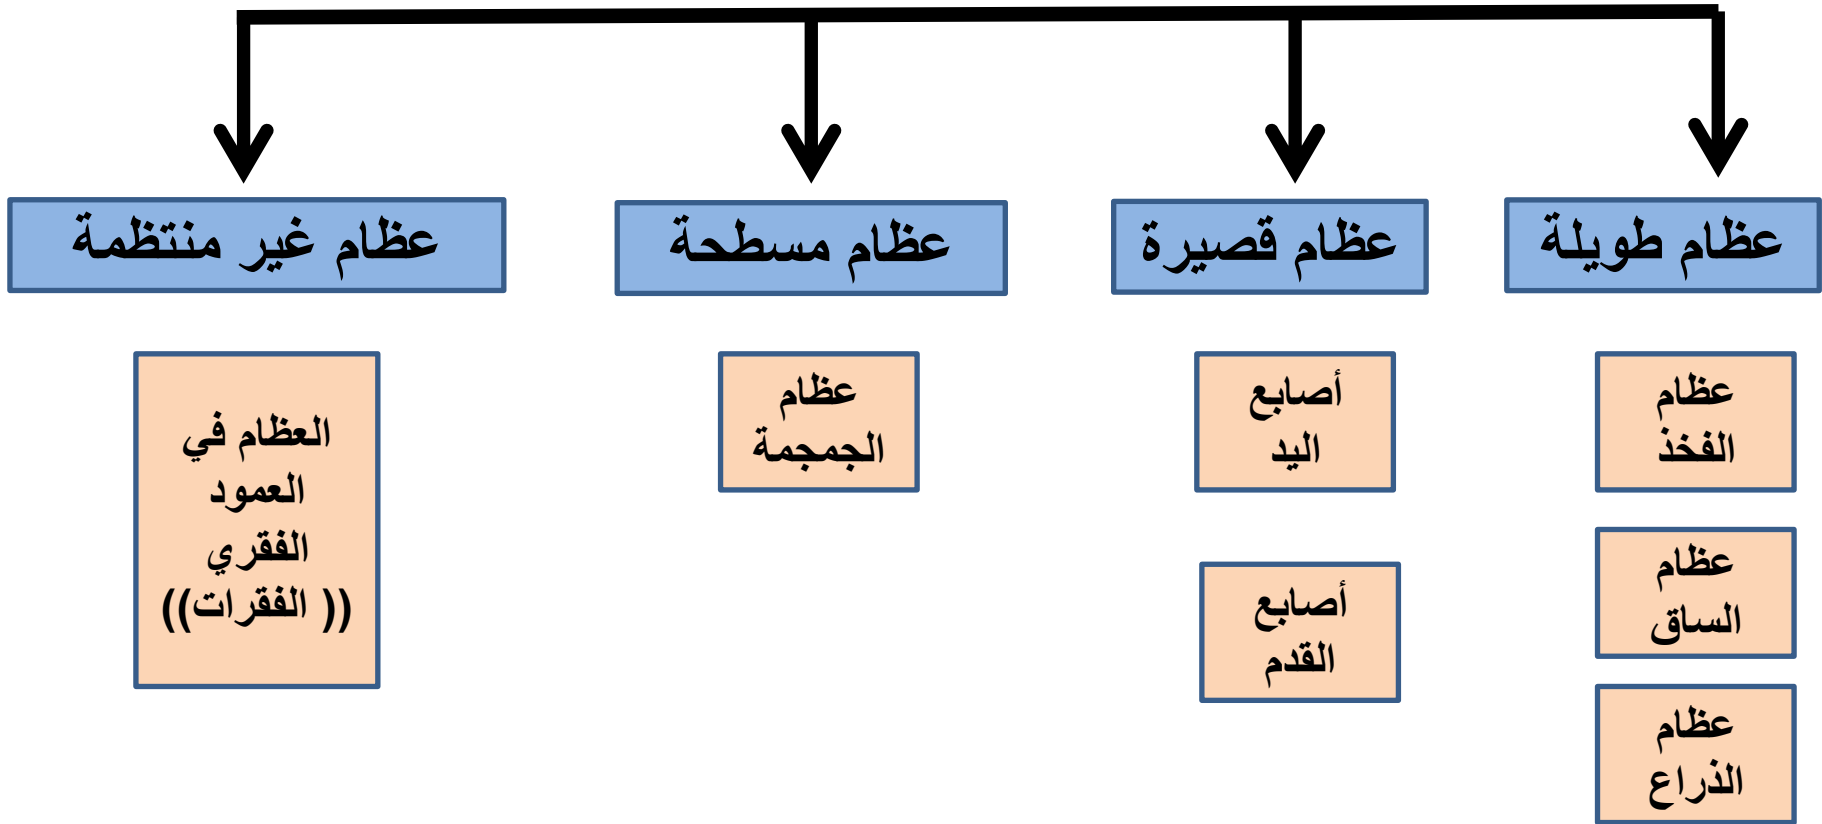 عظام طويلة
عظام قصيرة
عظام مسطحة
عظام غير منتظمة
عظام
الفخذ
عظام
الساق
عظام
الذراع
أصابع
اليد
أصابع
القدم
عظام
الجمجمة
العظام في
العمود
الفقري
(( الفقرات))